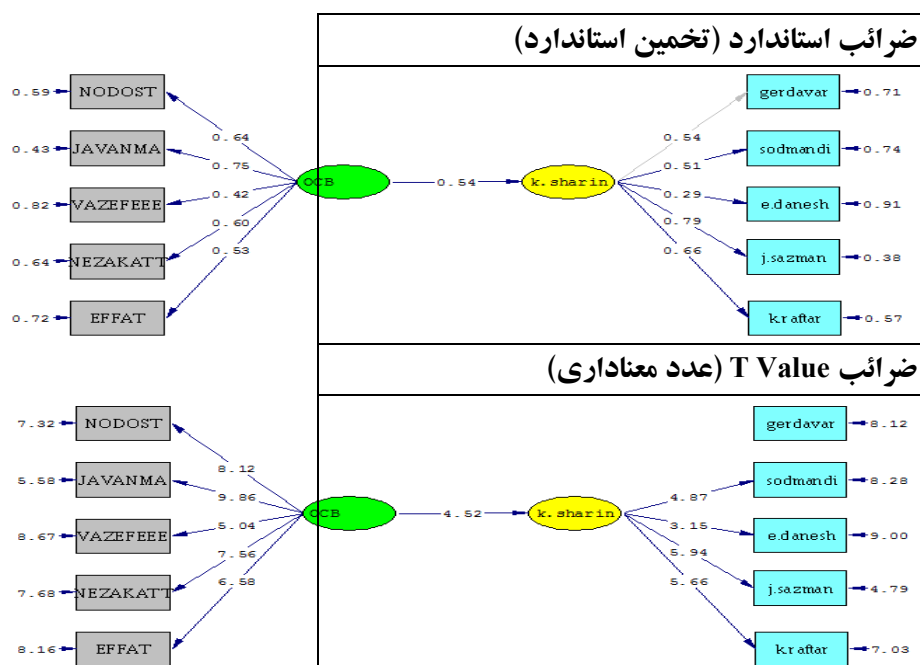 ضرائب استاندارد (تخمین استاندارد)
0.59 NODOST 0.64 gerdavar 0.71
0.43 JAVANMA 0.75 0.54 sodmandi 0.74
0.82 VAZEFEEE 0.42 OCB 0.54 k.sharin 0.51 e.danesh 0.91
0.64 NEZAKATT 0.60 0.29 j.sazman 0.38
0.72 EFFAT 0.53 0.79 k.raftar 0.57
0.66
ضرائب T Value (عدد معناداری)
7.32 NODOST 8.12 gerdavar 8.12
5.58 JAVANMA 9.86 4.87 sodmandi 8.28
8.67 VAZEFEEE 5.04 OCB 4.52 k.sharin 3.15 e.danesh 9.00
7.68 NEZAKATT 7.56 5.94 j.sazman 4.79
8.16 EFFAT 6.58 5.66 k.raftar 7.03